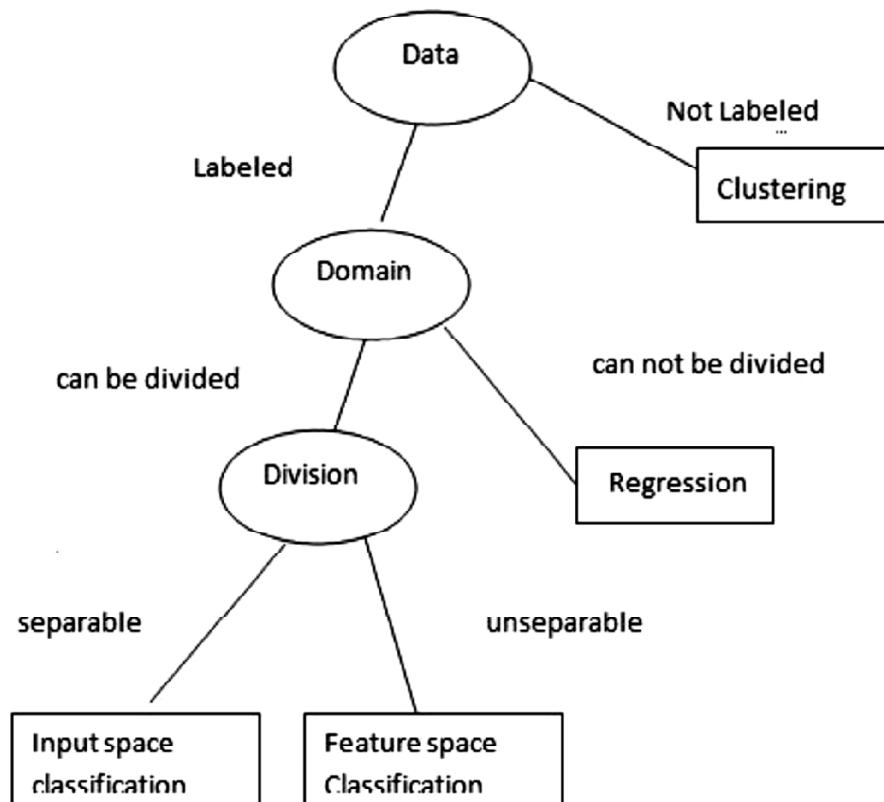 Data
Not Labeled
Labeled
Clustering
Domain
can be divided
can not be divided
Division
Regression
separable
unseparable
Input space
classification
Feature space
Classification